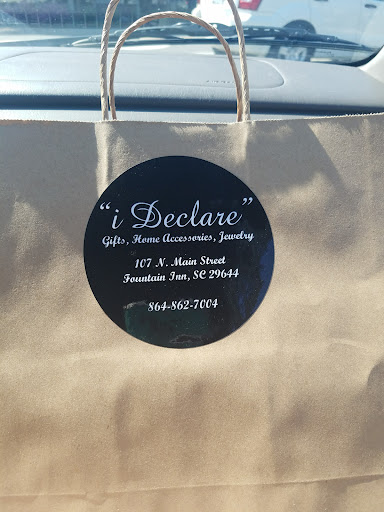 "i Declare"
Gifts, Home Accessories, Jewelry
107 N. Main Street
Fountain Inn, SC 29644
864-862-7004